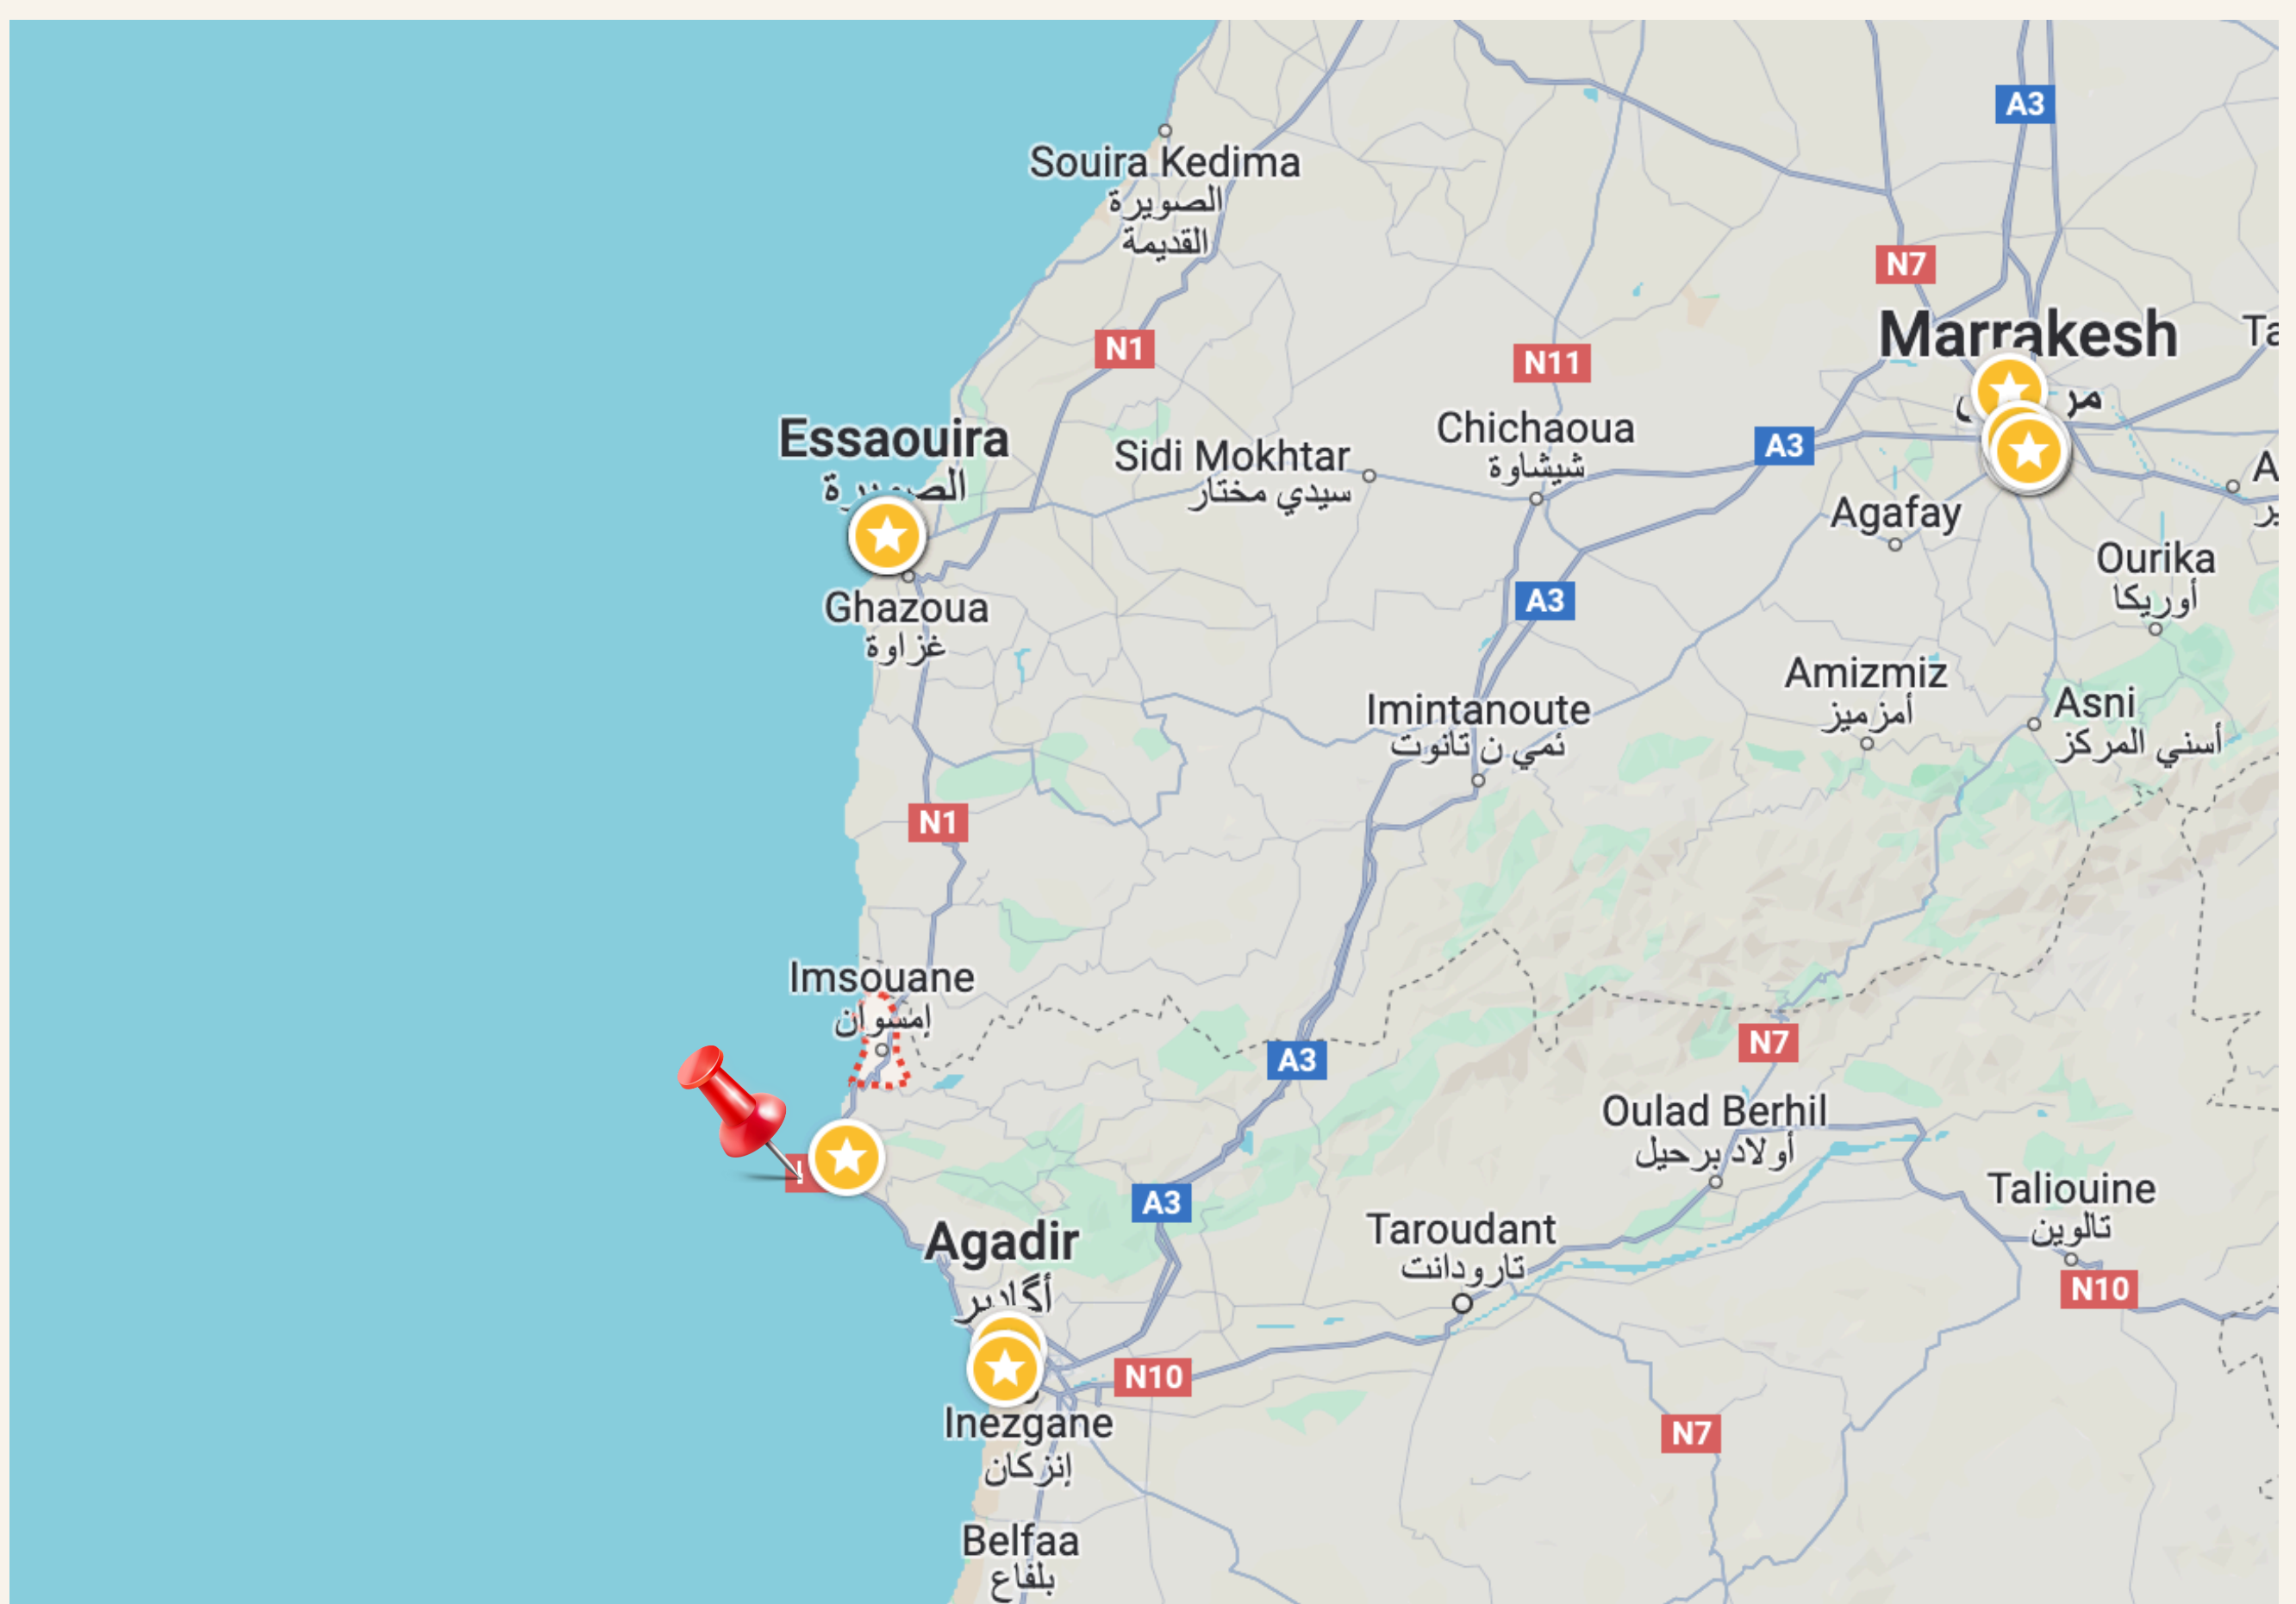 A3
Souira Kedima
الصويرة
القديمة
N7
Marrakesh
N1
N11
Essaouira
Chichaoua
شيشاوة
A3
Sidi Mokhtar
سيدي مختار
Agafay
Ourika
أوريكا
Ghazoua
غزاوة
A3
Amizmiz
أمزميز
Asni
أسني المركز
Imintanoute
ئمي ن تانوت
N1
Imsouane
إمسوان
A3
N7
Oulad Berhil
أولاد برحيل
A3
Taliouine
تالوين
Agadir
أݣادير
Taroudant
تارودانت
N10
N10
Inezgane
إنزكان
N7
Belfaa
بلفاع